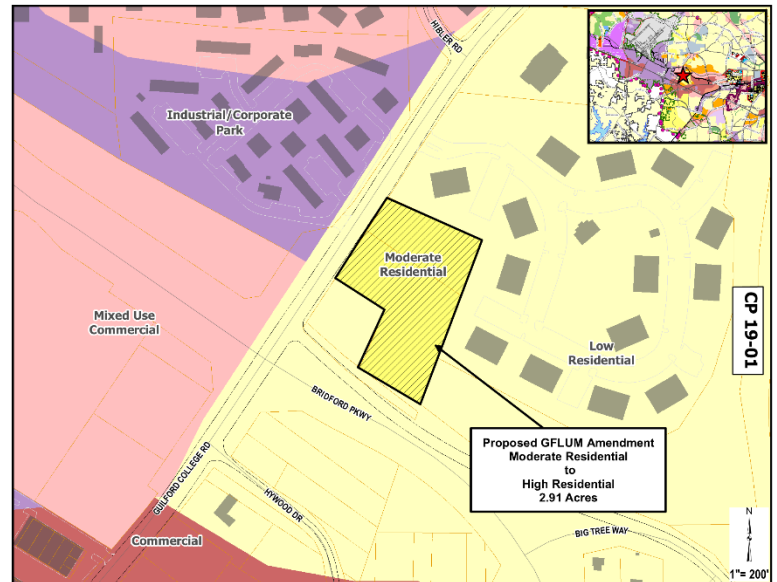 HIBLER RD
Industrial/Corporate
Park
Moderate
Residential
Mixed Use
Commercial
CP 19-01
Low
Residential
BRIDFORD PKWY
Proposed GFLUM Amendment
Moderate Residential
to
High Residential
2.91 Acres
GUILFORD COLLEGE RD
HYWOOD DR
BIG TREE WAY
Commercial
N
1"= 200'